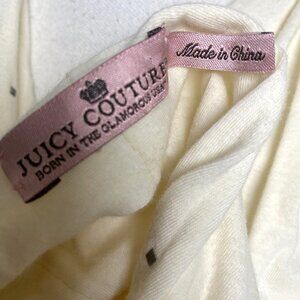 JUICY COUTURE
BORN IN THE GLAMOROUS USA
Made in China